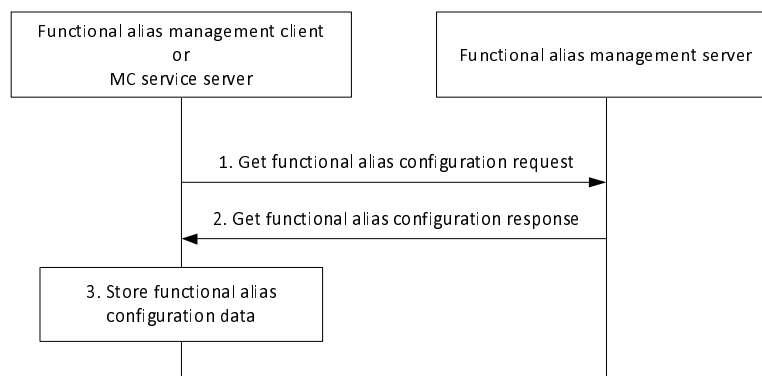 Functional alias management client
or
MC service server
Functional alias management server
1. Get functional alias configuration request
2. Get functional alias configuration response
3. Store functional alias
configuration data